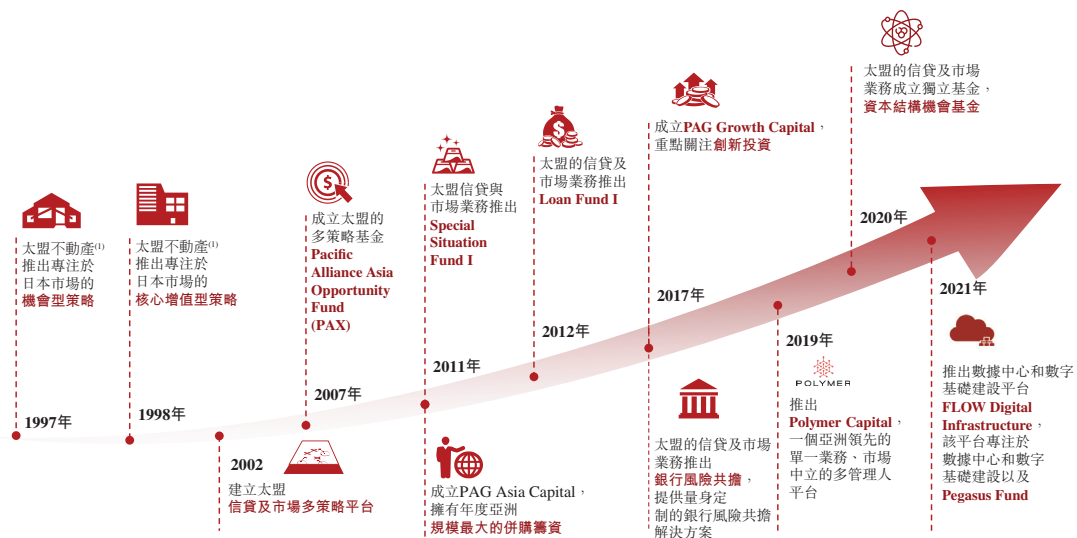 太盟不動產(1)
推出專注於
日本市場的
機會型策略
1997年
太盟不動產(1)
推出專注於
日本市場的
核心增值型策略
1998年
2002
建立太盟
信貸及市場多策略平台
成立太盟的
多策略基金
Pacific
Alliance Asia
Opportunity
Fund
(PAX)
2007年
太盟信貸與
市場業務推出
Special
Situation
Fund I
2011年
成立PAG Asia Capital，
擁有年度亞洲
規模最大的併購籌資
太盟的信貸及
市場業務推出
Loan Fund I
2012年
成立PAG Growth Capital，
重點關注創新投資
2017年
太盟的信貸及市場
業務推出
銀行風險共擔，
提供量身定
制的銀行風險共擔
解決方案
2019年
POLYMER
推出
Polymer Capital，
一個亞洲領先的
單一業務、市場
中立的多管理人
平台
太盟的信貸及市場
業務成立獨立基金，
資本結構機會基金
2020年
2021年
推出數據中心和數字
基礎建設平台
FLOW Digital
Infrastructure，
該平台專注於
數據中心和數字
基礎建設以及
Pegasus Fund